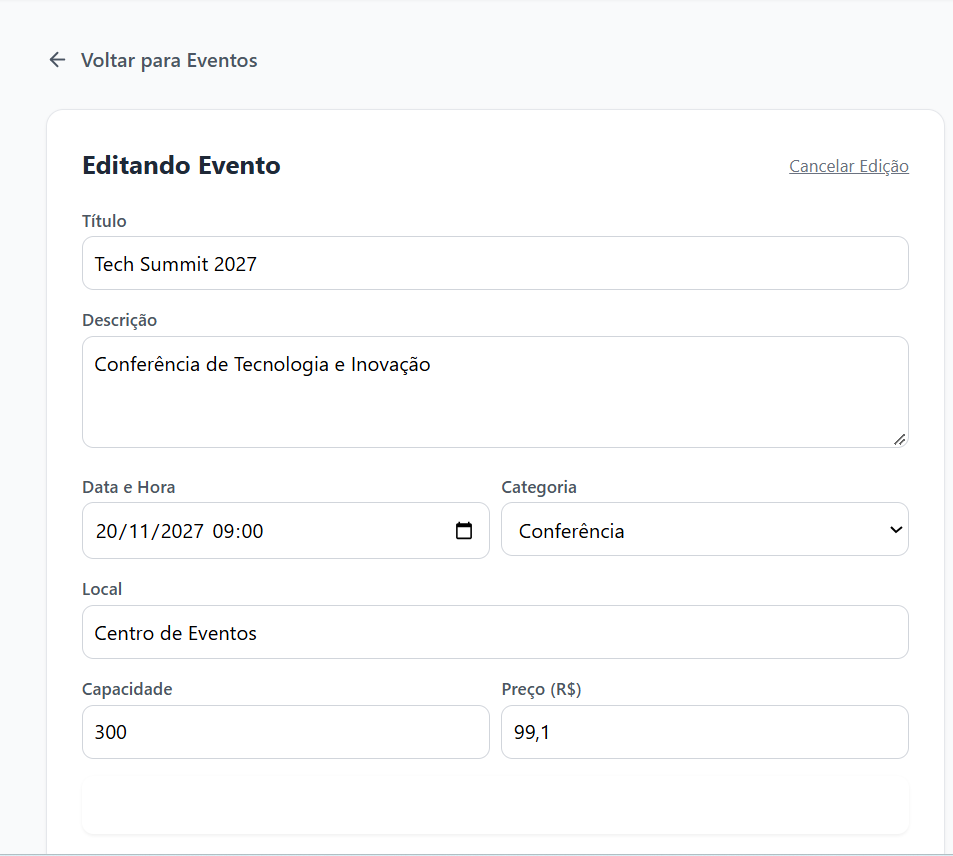 Voltar para Eventos
Editando Evento
Cancelar Edição
Título
Tech Summit 2027
Descrição
Conferência de Tecnologia e Inovação
Data e Hora
Categoria
20/11/2027 09:00
Conferência
Local
Centro de Eventos
Capacidade
Preço (R$)
300
99,1